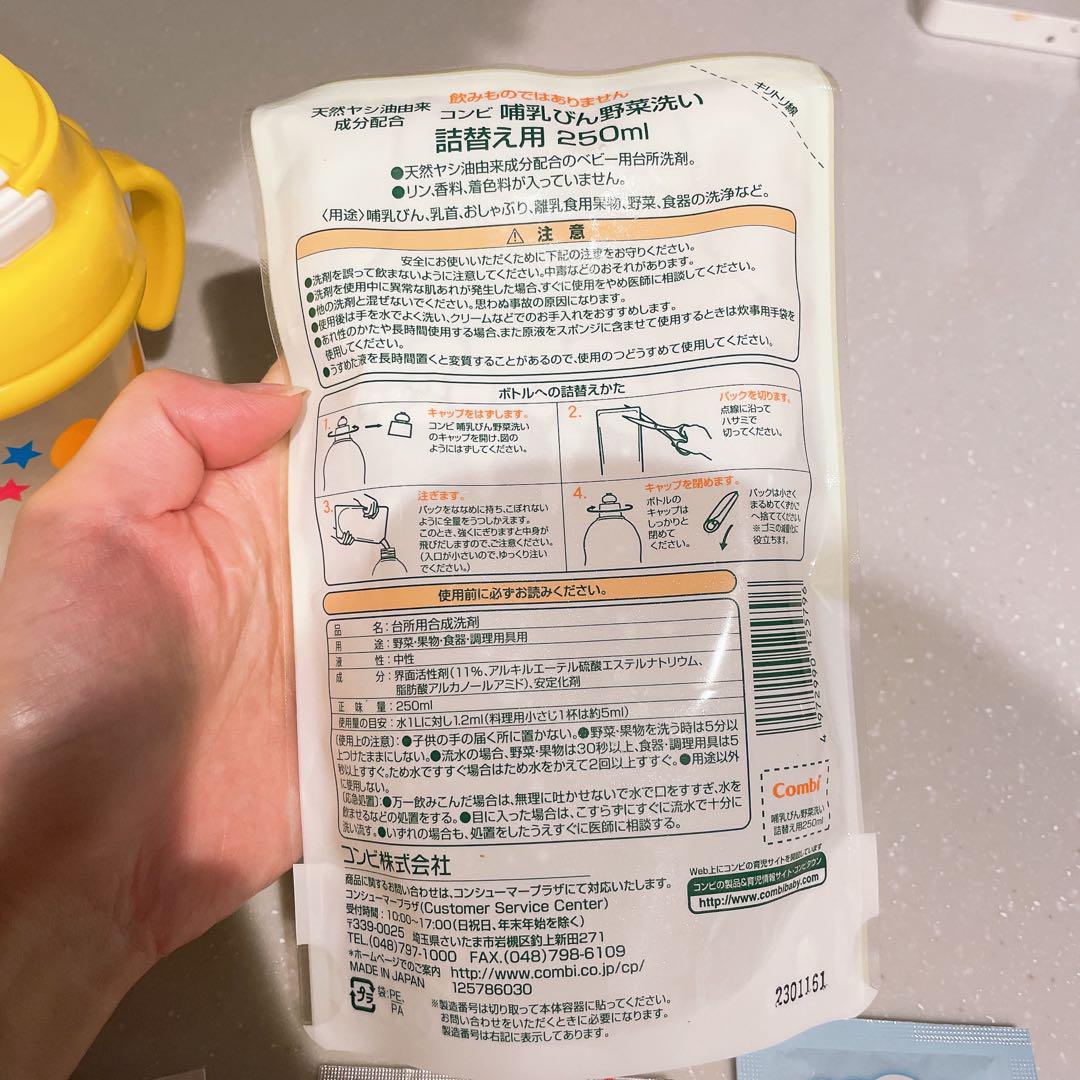 キリトリ線
飲みものではありません
天然ヤシ油由来
成分配合
コンビ 哺乳びん野菜洗い
詰替え用 250ml
●天然ヤシ油由来成分配合のベビー用台所洗剤。
●リン、香料、着色料が入っていません。
〈用途〉哺乳びん、乳首、おしゃぶり、離乳食用果物、野菜、食器の洗浄など。
⚠ 注意
安全にお使いいただくために下記の注意をお守りください。
●洗剤を誤って飲まないように注意してください。中毒などのおそれがあります。
●洗剤を使用中に異常な肌あれが発生した場合、すぐに使用をやめ医師に相談してください。
●他の洗剤と混ぜないでください。思わぬ事故の原因になります。
●使用後は手を水でよく洗い、クリームなどでのお手入れをおすすめします。
●あれ性のかたや長時間使用する場合、また原液をスポンジに含ませて使用するときは炊事用手袋を
使用してください。
●うすめた液を長時間置くと変質することがあるので、使用のつどうすめて使用してください。
ボトルへの詰替えかた
1.
キャップをはずします。
コンビ 哺乳びん野菜洗い
のキャップを開け、図の
ようにはずしてください。
2.
パックを切ります。
点線に沿って
ハサミで
切ってください。
3.
注ぎます。
パックをななめに持ち、こぼれない
ように全量をうつしかえます。
このとき、強くにぎりますと中身が
飛びだしますので、ご注意ください。
(入口が小さいので、ゆっくり注い
でください。)
4.
キャップを閉めます。
ボトルの
キャップは
しっかりと
閉めて
ください。
パックは小さく
まるめてくずかご
へ捨ててください。
※ゴミの減量化に
役立ちます。
使用前に必ずお読みください。
品名:台所用合成洗剤
用途:野菜・果物・食器・調理用具用
液性:中性
成分:界面活性剤(11%、アルキルエーテル硫酸エステルナトリウム、
脂肪酸アルカノールアミド)、安定化剤
正味量:250ml
使用量の目安:水1Lに対し1.2ml(料理用小さじ1杯は約5ml)
〔使用上の注意〕:●子供の手の届く所に置かない。●野菜・果物を洗う時は5分以
上つけたままにしない。●流水の場合、野菜・果物は30秒以上、食器・調理用具は5
秒以上すすぐ。ため水ですすぐ場合はため水をかえて2回以上すすぐ。●用途以外
に使用しない。
〔応急処置〕:●万一飲みこんだ場合は、無理に吐かせないで水で口をすすぎ、水を
飲ませるなどの処置をする。●目に入った場合は、こすらずにすぐに流水で十分に
洗い流す。●いずれの場合も、処置をしたうえすぐに医師に相談する。
4 972990 125796
Combi
哺乳びん野菜洗い
詰替え用250ml
コンビ株式会社
商品に関するお問い合わせは、コンシューマープラザにて対応いたします。
コンシューマープラザ(Customer Service Center)
受付時間:10:00~17:00(日祝日、年末年始を除く)
〒339-0025 埼玉県さいたま市岩槻区釣上新田271
TEL.(048)797-1000 FAX.(048)798-6109
*ホームページでのご案内 http://www.combi.co.jp/cp/
MADE IN JAPAN 125786030
Web上にコンビの育児サイトを開設しています
コンビの製品&育児情報サイト・コンビタウン
http://www.combibaby.com
プラ
袋:PE,
PA
※製造番号は切り取って本体容器に貼ってください。
お問い合わせをいただくときに必要になります。
製造番号は右記に表示してあります。
2301161